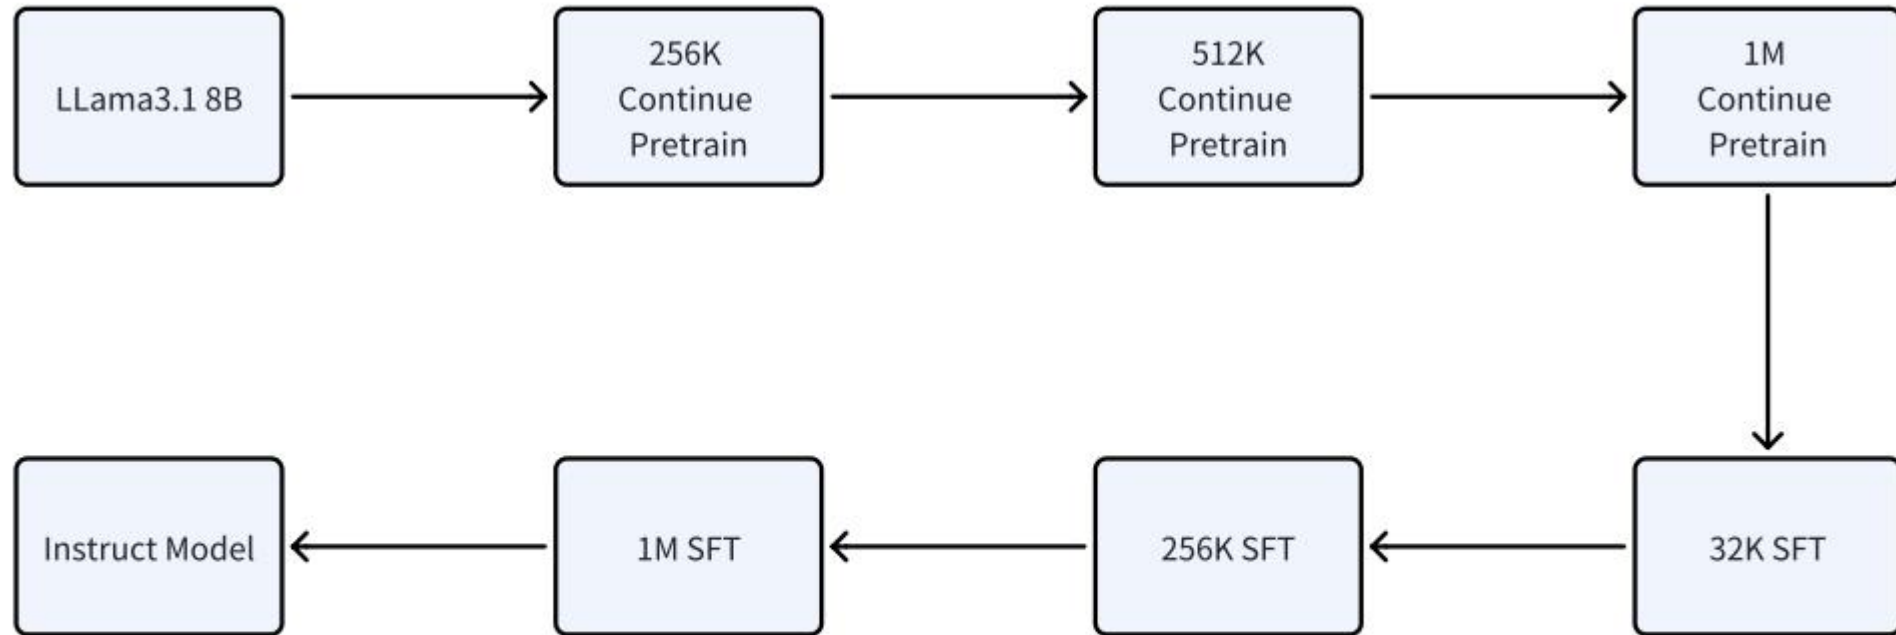 LLama3.1 8B
256K
Continue
Pretrain
512K
Continue
Pretrain
1M
Continue
Pretrain
Instruct Model
1M SFT
256K SFT
32K SFT